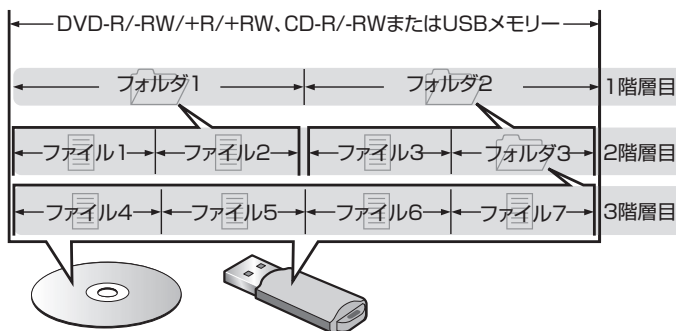 DVD-R/-RW/+R/+RW、CD-R/-RWまたはUSBメモリー
フォルダ1 フォルダ2 1階層目
ファイル1 ファイル2 ファイル3 フォルダ3 2階層目
ファイル4 ファイル5 ファイル6 ファイル7 3階層目